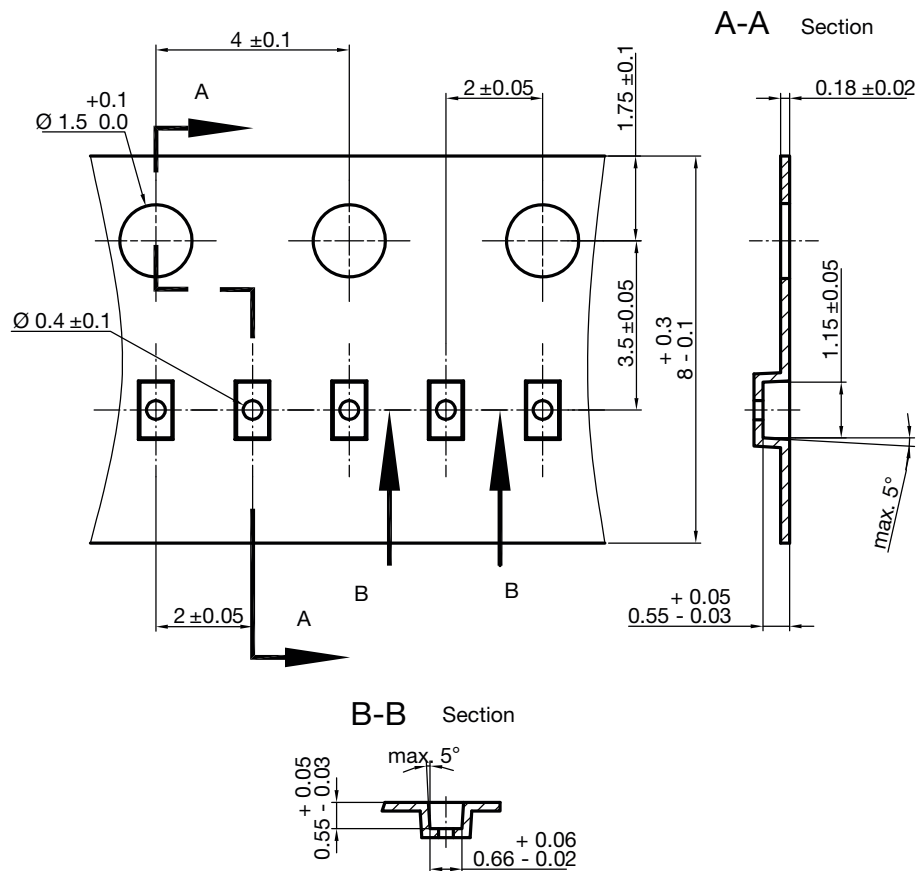 A-A Section
4 ±0.1
1.75 ±0.1
0.18 ±0.02
2 ±0.05
A
+0.1
Ø 1.5 0.0
3.5 ±0.05
+ 0.3
8 - 0.1
1.15 ±0.05
Ø 0.4 ±0.1
max. 5°
B
B
+ 0.05
0.55 - 0.03
2 ±0.05
A
B-B Section
max. 5°
+ 0.05
0.55 - 0.03
+ 0.06
0.66 - 0.02